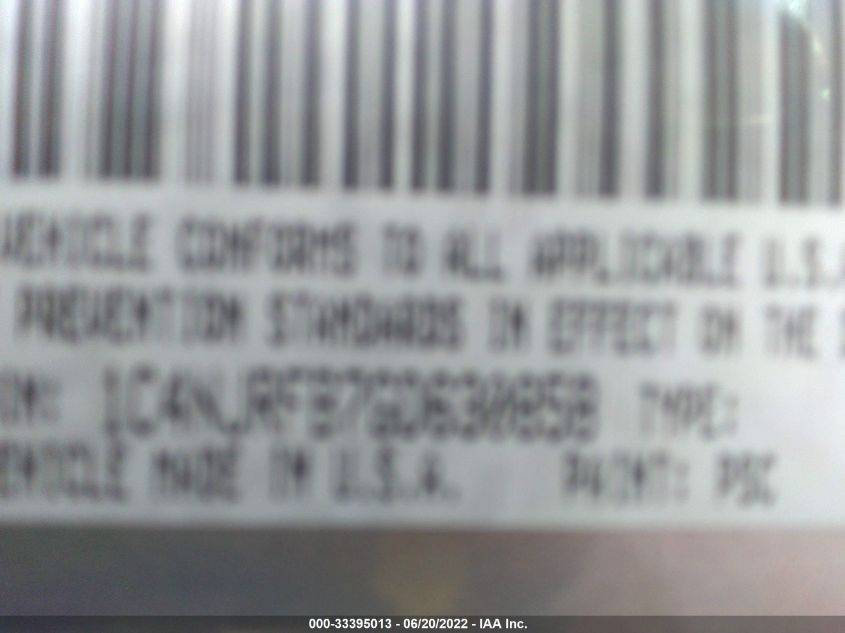 VEHICLE CONFORMS TO ALL APPLICABLE U.S.A
PREVENTION STANDARDS IN EFFECT ON THE
1C4NJRFB7GD630858 TYPE:
VEHICLE MADE IN U.S.A. PAINT: PSC
000-33395013 - 06/20/2022 - IAA Inc.